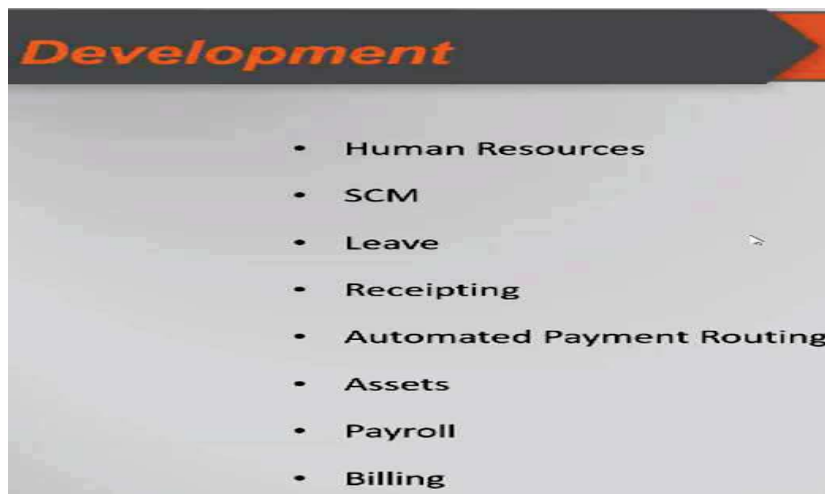 Development
• Human Resources
• SCM
• Leave
• Receipting
• Automated Payment Routing
• Assets
• Payroll
• Billing